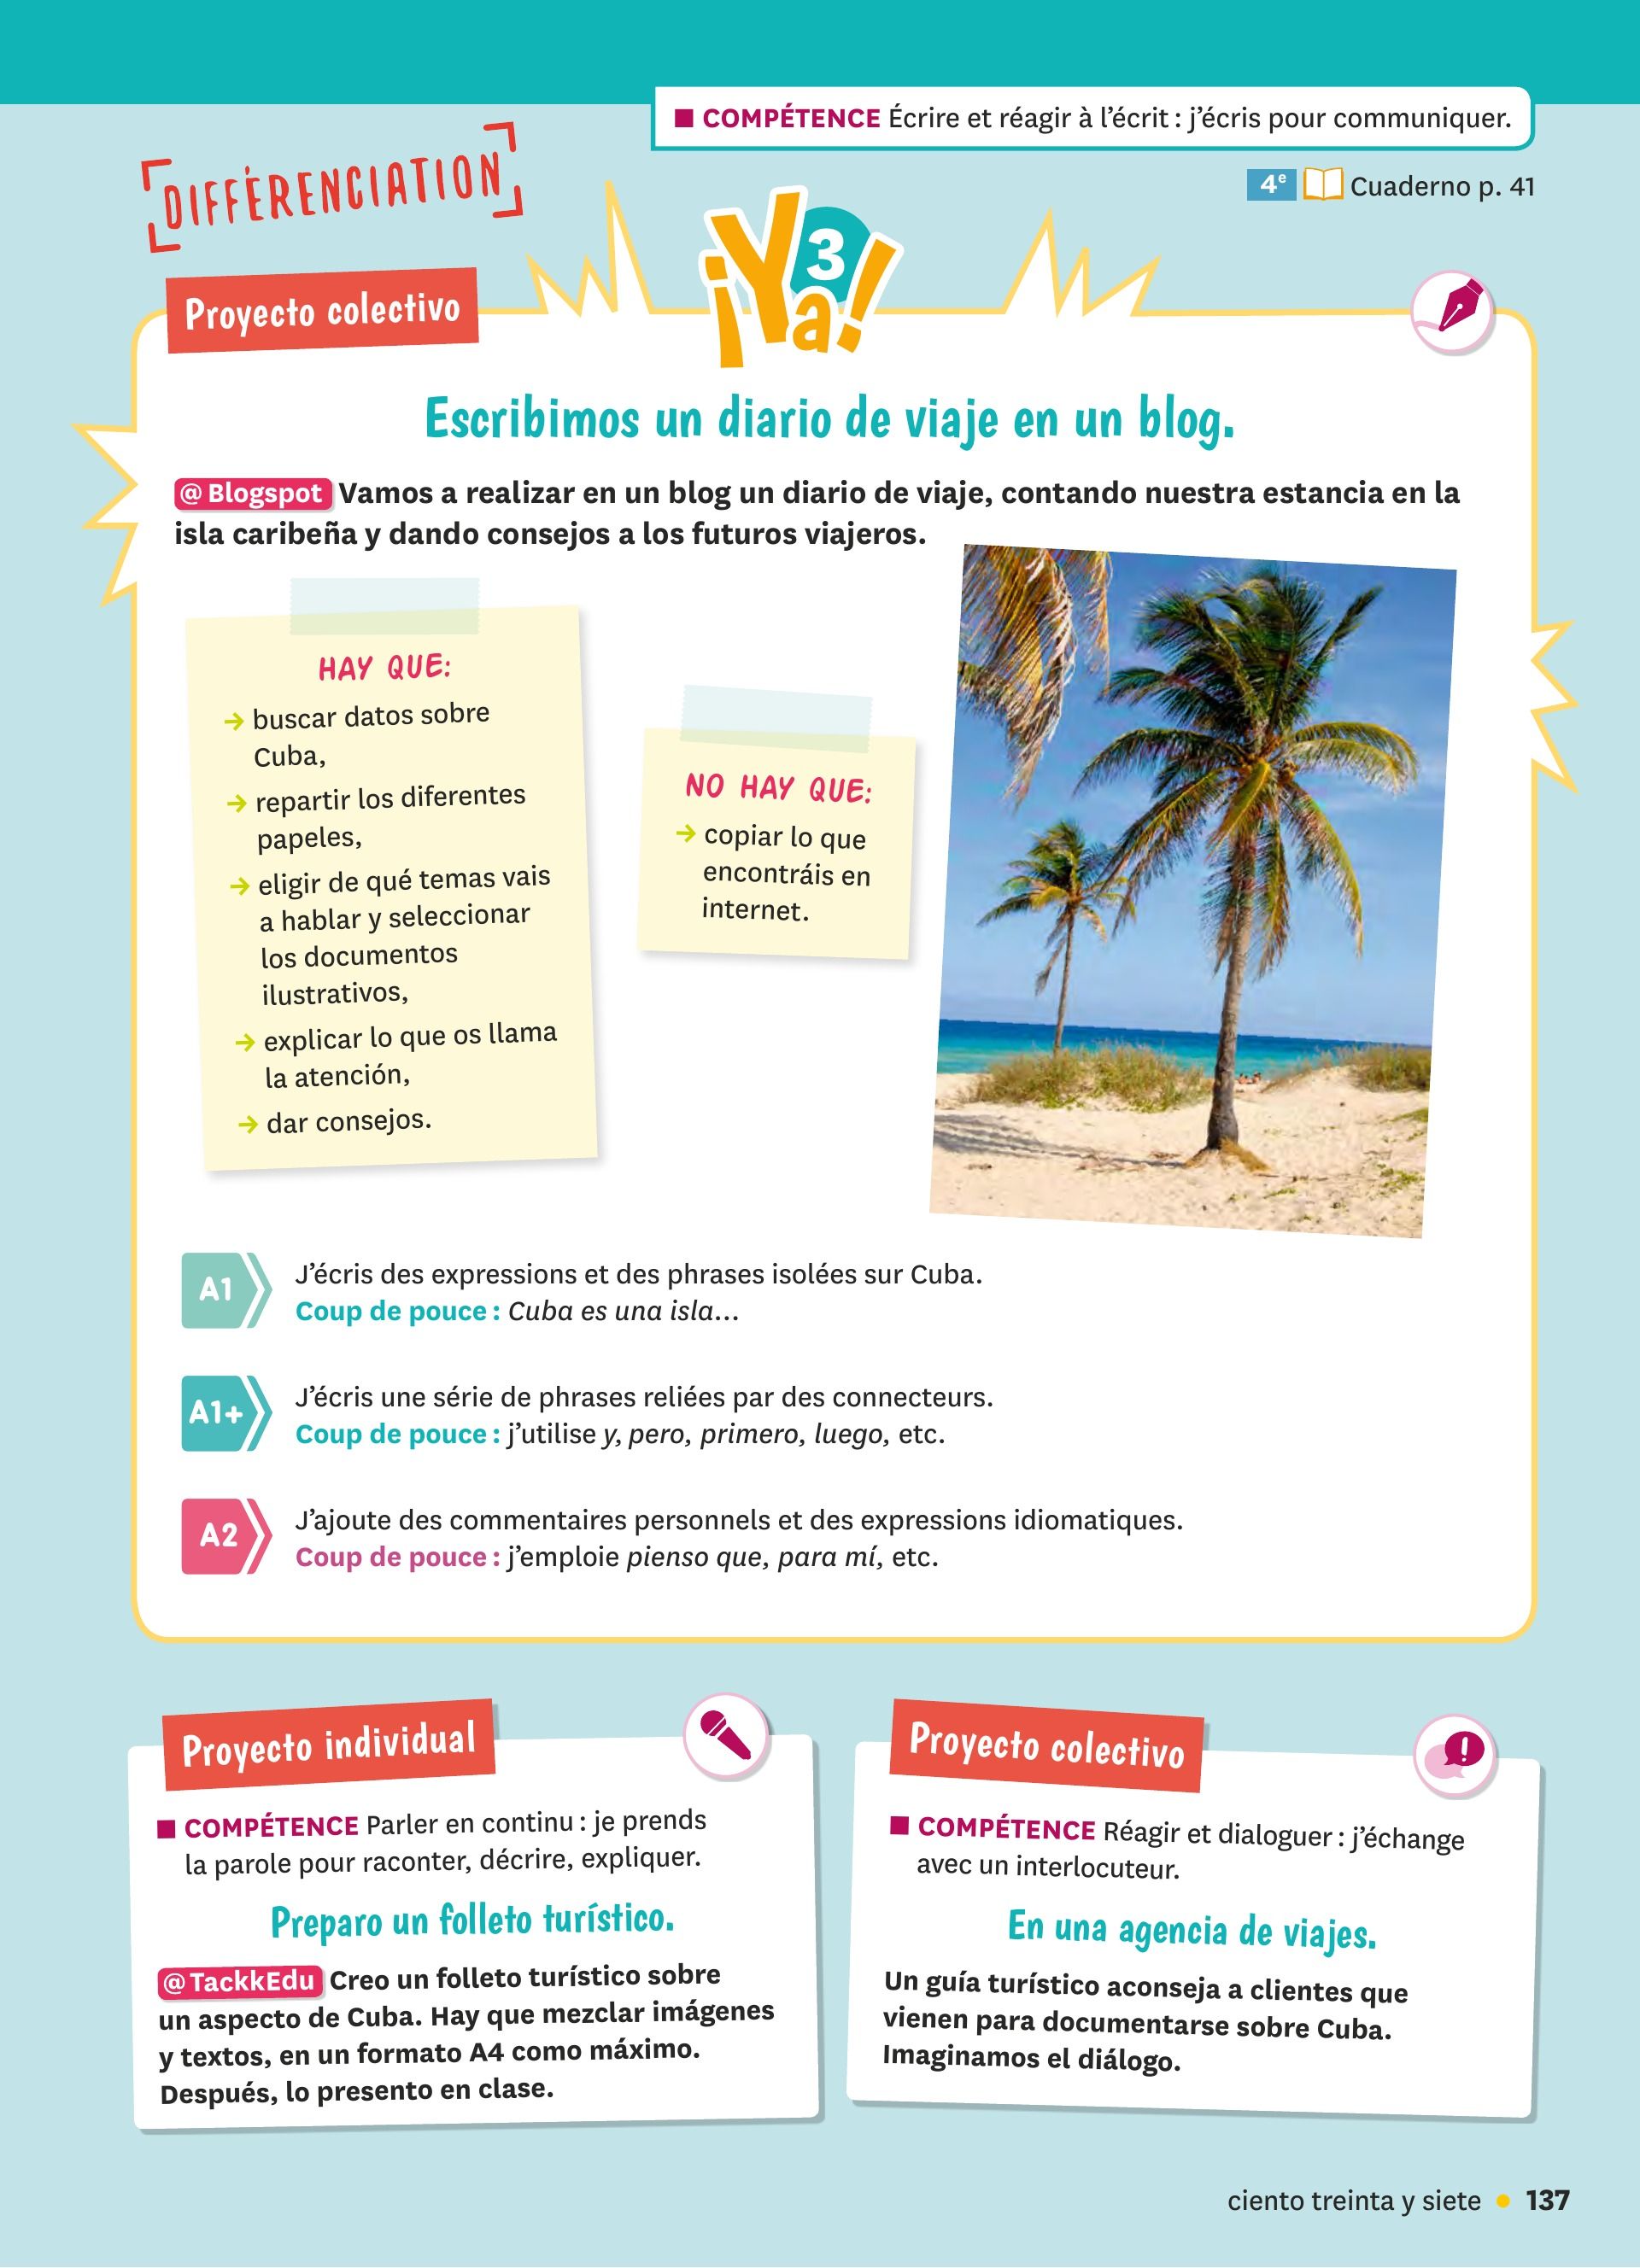 ■ COMPÉTENCE Écrire et réagir à l'écrit : j'écris pour communiquer.
DIFFÉRENCIATION
4e Cuaderno p. 41
¡Ya! 3
Proyecto colectivo
Escribimos un diario de viaje en un blog.
@ Blogspot Vamos a realizar en un blog un diario de viaje, contando nuestra estancia en la
isla caribeña y dando consejos a los futuros viajeros.
HAY QUE:
→ buscar datos sobre
Cuba,
→ repartir los diferentes
papeles,
→ eligir de qué temas vais
a hablar y seleccionar
los documentos
ilustrativos,
→ explicar lo que os llama
la atención,
→ dar consejos.
NO HAY QUE:
→ copiar lo que
encontráis en
internet.
A1
J'écris des expressions et des phrases isolées sur Cuba.
Coup de pouce : Cuba es una isla...
A1+
J'écris une série de phrases reliées par des connecteurs.
Coup de pouce : j'utilise y, pero, primero, luego, etc.
A2
J'ajoute des commentaires personnels et des expressions idiomatiques.
Coup de pouce : j'emploie pienso que, para mí, etc.
Proyecto individual
■ COMPÉTENCE Parler en continu : je prends
la parole pour raconter, décrire, expliquer.
Preparo un folleto turístico.
@ TackkEdu Creo un folleto turístico sobre
un aspecto de Cuba. Hay que mezclar imágenes
y textos, en un formato A4 como máximo.
Después, lo presento en clase.
Proyecto colectivo
■ COMPÉTENCE Réagir et dialoguer : j'échange
avec un interlocuteur.
En una agencia de viajes.
Un guía turístico aconseja a clientes que
vienen para documentarse sobre Cuba.
Imaginamos el diálogo.
ciento treinta y siete • 137